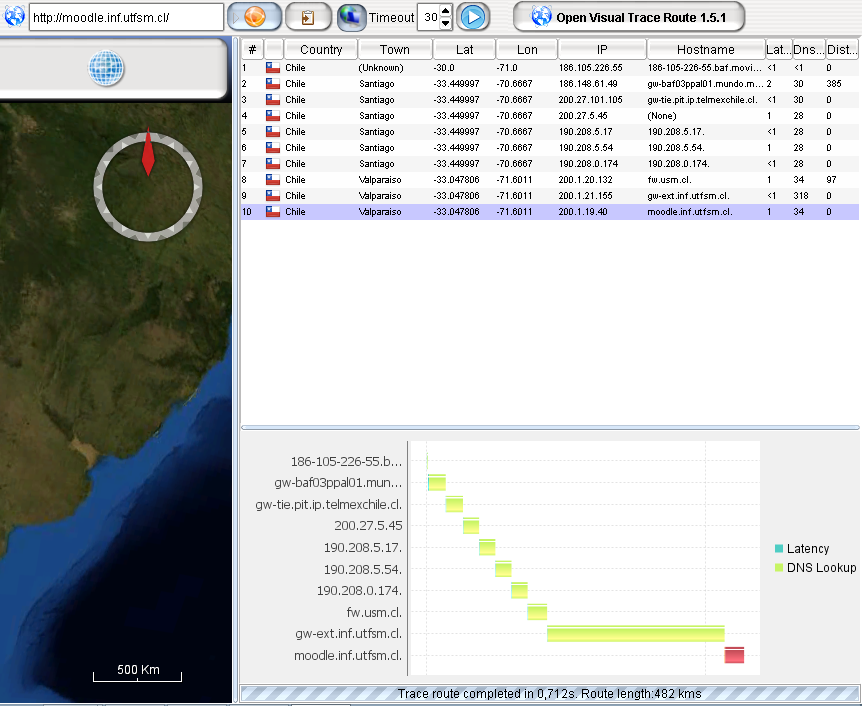 http://moodle.inf.utfsm.cl/ Timeout 30 Open Visual Trace Route 1.5.1
# Country Town Lat Lon IP Hostname Lat... Dns... Dist...
1 Chile (Unknown) -30.0 -71.0 186.105.226.55 186-105-226-55.baf.movi... <1 <1 0
2 Chile Santiago -33.449997 -70.6667 186.148.61.49 gw-baf03ppal01.mundo.m... 2 30 385
3 Chile Santiago -33.449997 -70.6667 200.27.101.105 gw-tie.pit.ip.telmexchile.cl. <1 30 0
4 Chile Santiago -33.449997 -70.6667 200.27.5.45 (None) 1 28 0
5 Chile Santiago -33.449997 -70.6667 190.208.5.17 190.208.5.17. <1 28 0
6 Chile Santiago -33.449997 -70.6667 190.208.5.54 190.208.5.54. 1 28 0
7 Chile Santiago -33.449997 -70.6667 190.208.0.174 190.208.0.174. <1 28 0
8 Chile Valparaiso -33.047806 -71.6011 200.1.20.132 fw.usm.cl. 1 34 97
9 Chile Valparaiso -33.047806 -71.6011 200.1.21.155 gw-ext.inf.utfsm.cl. <1 318 0
10 Chile Valparaiso -33.047806 -71.6011 200.1.19.40 moodle.inf.utfsm.cl. 1 34 0
186-105-226-55.b...
gw-baf03ppal01.mun...
gw-tie.pit.ip.telmexchile.cl.
200.27.5.45
190.208.5.17.
190.208.5.54.
190.208.0.174.
fw.usm.cl.
gw-ext.inf.utfsm.cl.
moodle.inf.utfsm.cl.
Latency
DNS Lookup
500 Km
Trace route completed in 0,712s. Route length:482 kms